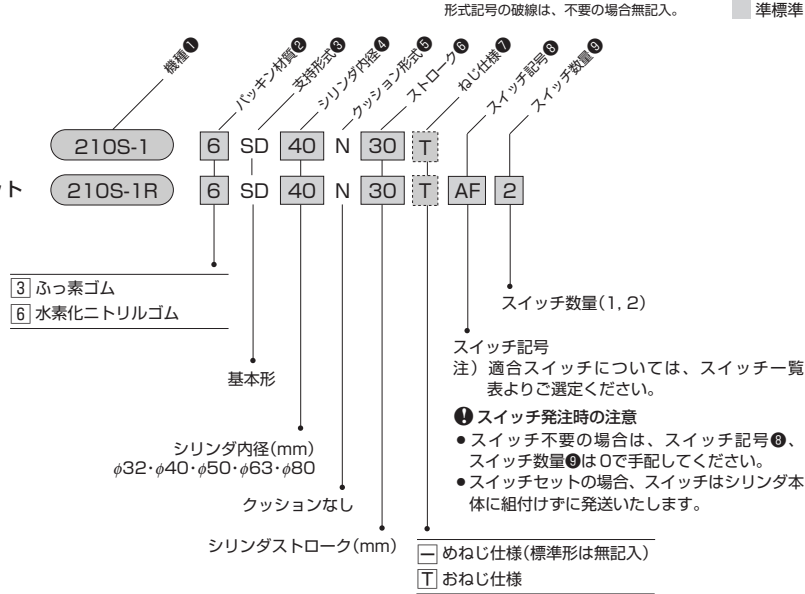 形式記号の破線は、不要の場合無記入。
準標準
機種❶
パッキン材質❷
支持形式❸
シリンダ内径❹
クッション形式❺
ストローク❻
ねじ仕様❼
スイッチ記号❽
スイッチ数量❾
210S-1 6 SD 40 N 30 T
ット 210S-1R 6 SD 40 N 30 T AF 2
3 ふっ素ゴム
6 水素化ニトリルゴム
基本形
シリンダ内径(mm)
φ32・φ40・φ50・φ63・φ80
クッションなし
シリンダストローク(mm)
スイッチ数量(1, 2)
スイッチ記号
注）適合スイッチについては、スイッチ一覧
表よりご選定ください。
スイッチ発注時の注意
●スイッチ不要の場合は、スイッチ記号❽、
スイッチ数量❾は0で手配してください。
●スイッチセットの場合、スイッチはシリンダ本
体に組付けずに発送いたします。
ー めねじ仕様(標準形は無記入)
T おねじ仕様